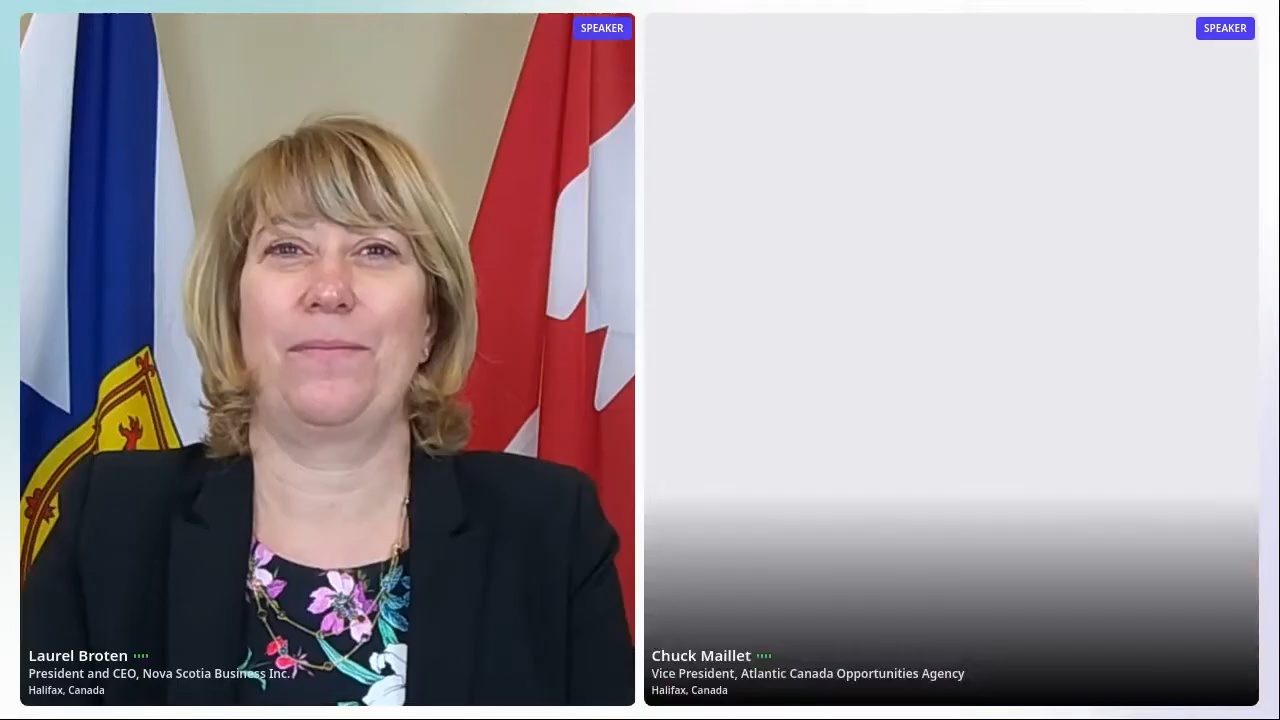 SPEAKER
Laurel Broten
President and CEO, Nova Scotia Business Inc.
Halifax, Canada
SPEAKER
Chuck Maillet
Vice President, Atlantic Canada Opportunities Agency
Halifax, Canada